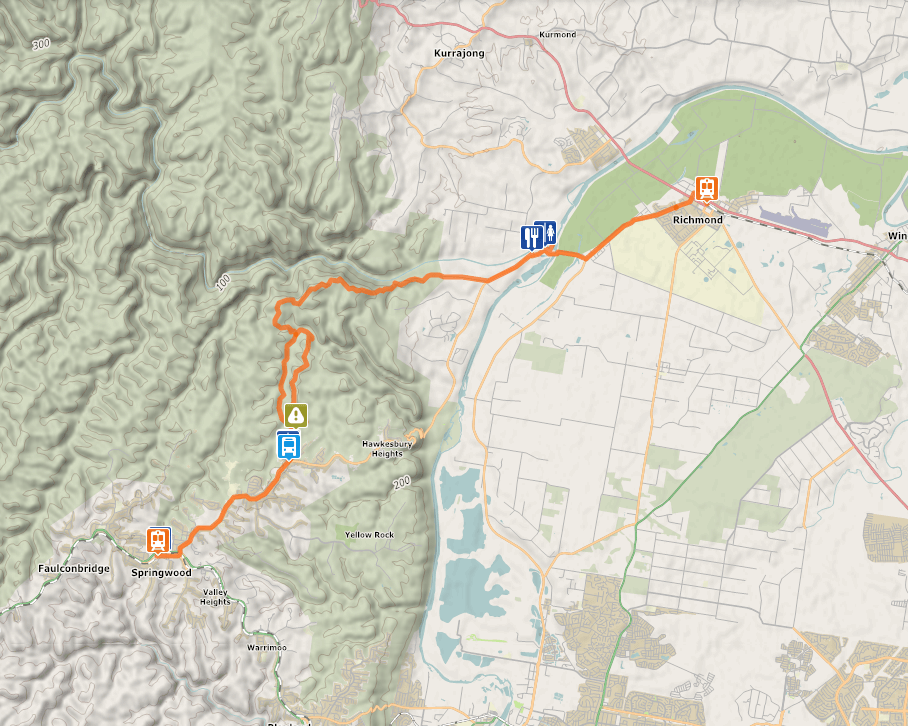 Kurmond
300
Kurrajong
Richmond
Win
100
Hawkesbury
Heights
200
Yellow Rock
Faulconbridge
Springwood
Valley
Heights
Warrimoo